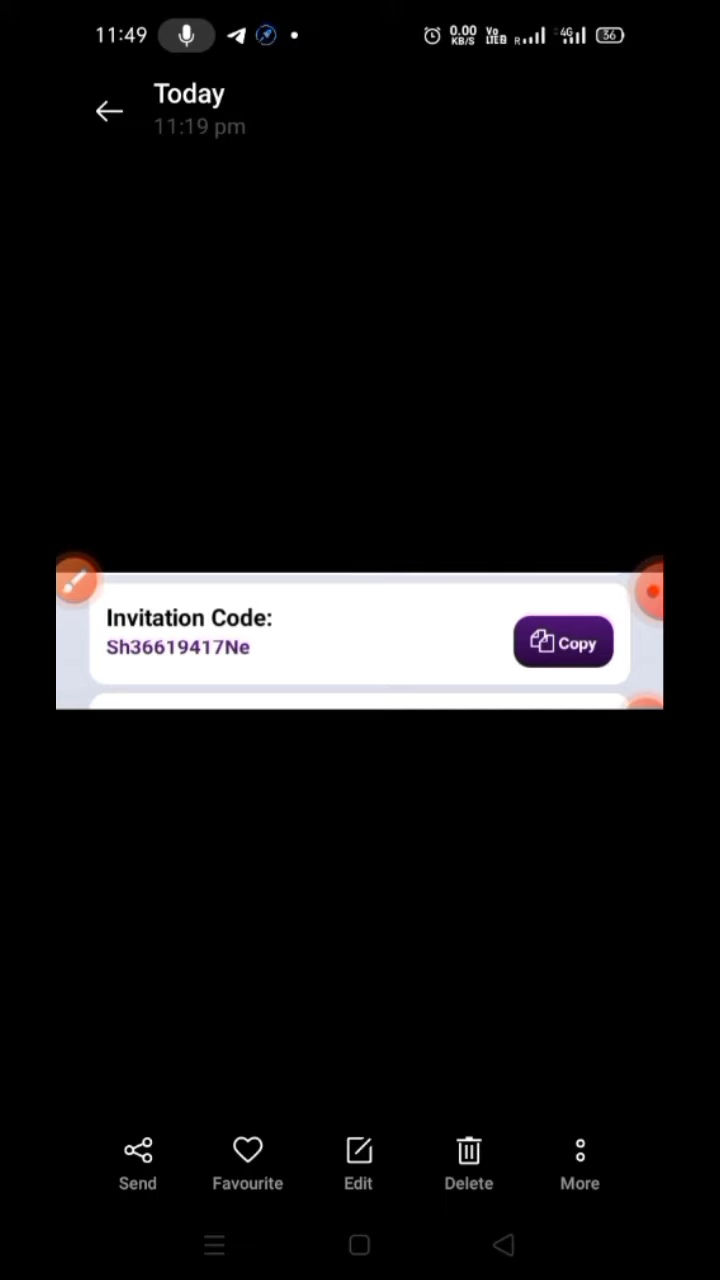 11:49 0.00 KB/S Vo LTE2 R 4G 36
Today
11:19 pm
Invitation Code:
Sh36619417Ne
Copy
Send Favourite Edit Delete More